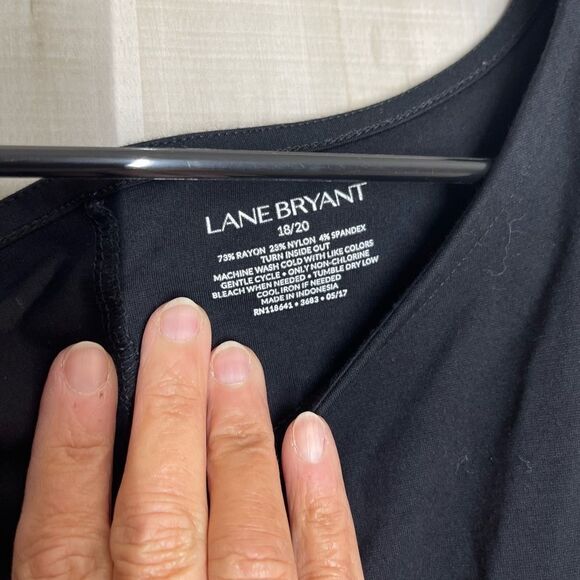 LANE BRYANT
18/20
73% RAYON 23% NYLON 4% SPANDEX
TURN INSIDE OUT
MACHINE WASH COLD WITH LIKE COLORS
GENTLE CYCLE • ONLY NON-CHLORINE
BLEACH WHEN NEEDED • TUMBLE DRY LOW
COOL IRON IF NEEDED
MADE IN INDONESIA
RN118641 • 3683 • 05/17